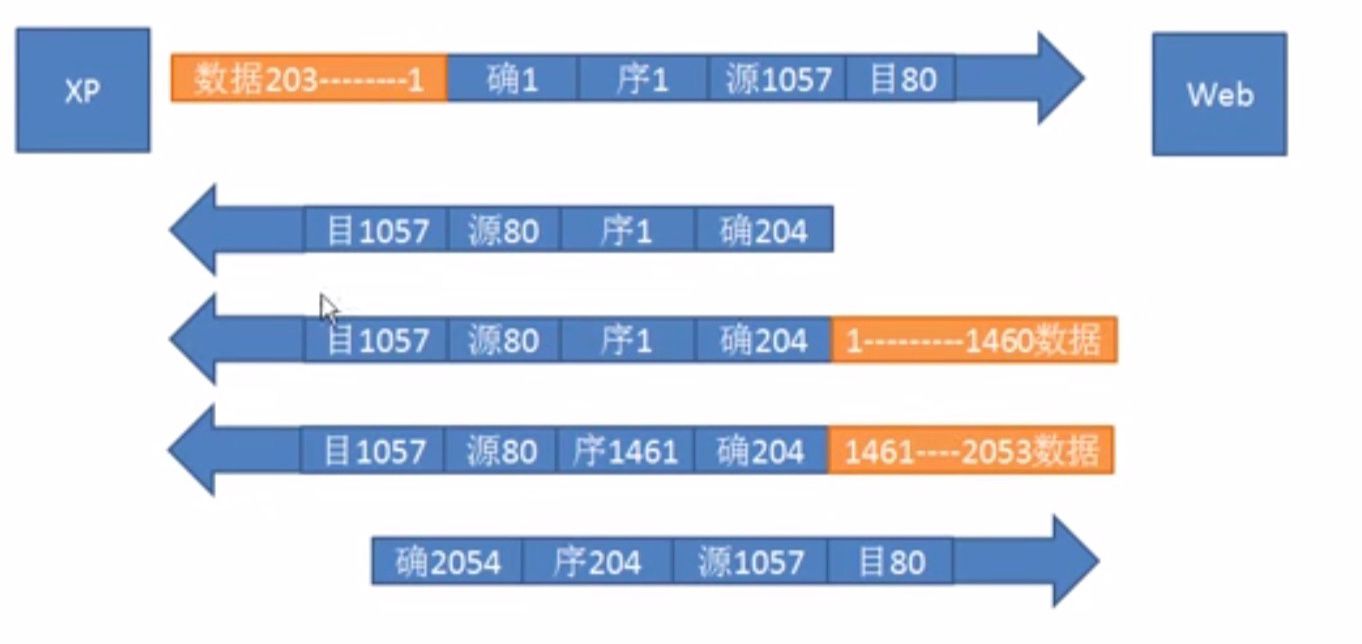 XP
数据203--------1 确1 序1 源1057 目80
Web
目1057 源80 序1 确204
目1057 源80 序1 确204 1---------1460数据
目1057 源80 序1461 确204 1461----2053数据
确2054 序204 源1057 目80